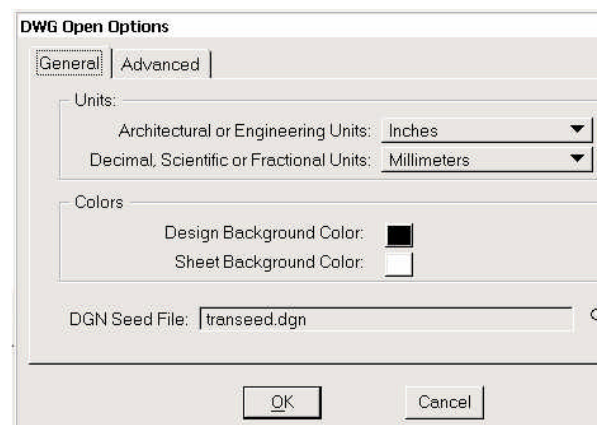 DWG Open Options
General Advanced
Units:
Architectural or Engineering Units: Inches
Decimal, Scientific or Fractional Units: Millimeters
Colors
Design Background Color:
Sheet Background Color:
DGN Seed File: transeed.dgn
OK Cancel